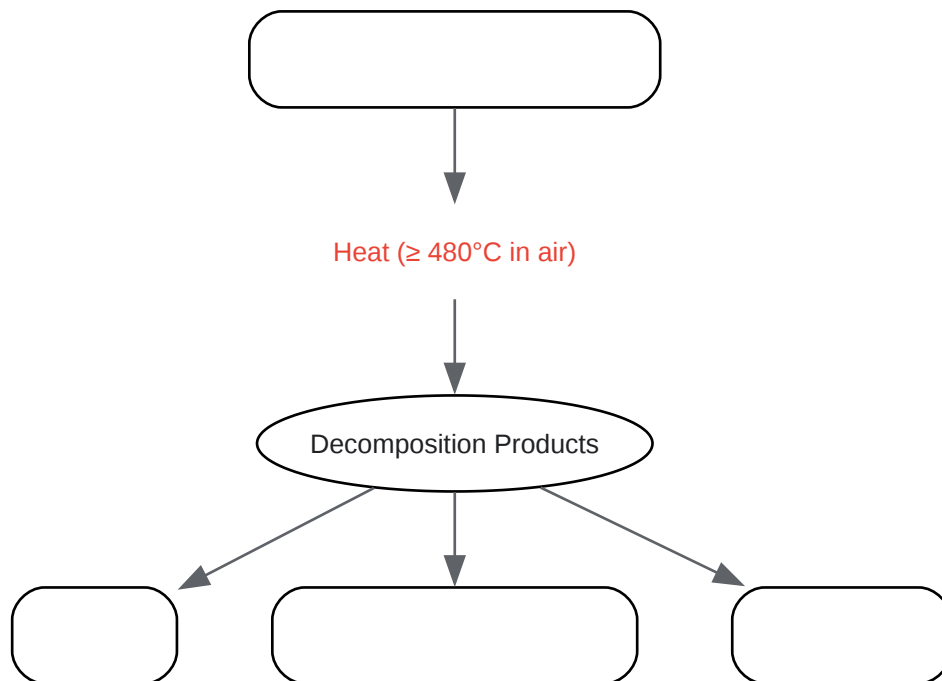 Heat (≥ 480°C in air)
Decomposition Products